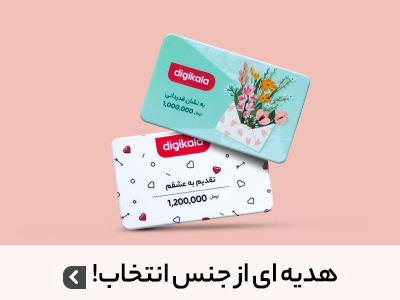 digikala
به نشان قدردانی
1,000,000 تومان
digikala
تقدیم به عشقم
1,200,000 تومان
هدیه ای از جنس انتخاب!